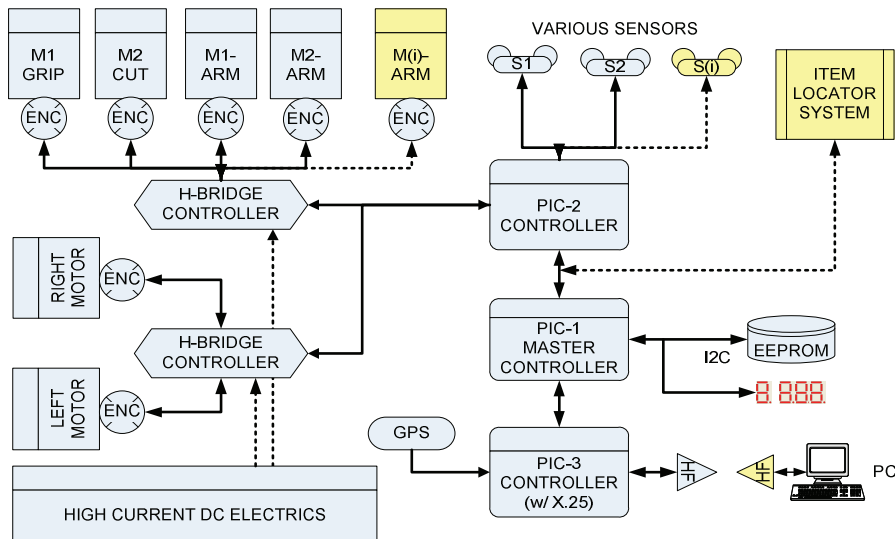 VARIOUS SENSORS
M1
GRIP
M2
CUT
M1-
ARM
M2-
ARM
M(i)-
ARM
S1
S2
S(i)
ITEM
LOCATOR
SYSTEM
ENC
ENC
ENC
ENC
ENC
H-BRIDGE
CONTROLLER
PIC-2
CONTROLLER
RIGHT
MOTOR
ENC
H-BRIDGE
CONTROLLER
PIC-1
MASTER
CONTROLLER
I2C
EEPROM
8. 8.8.8.
LEFT
MOTOR
ENC
GPS
PIC-3
CONTROLLER
(w/ X.25)
HF
HF
PC
HIGH CURRENT DC ELECTRICS